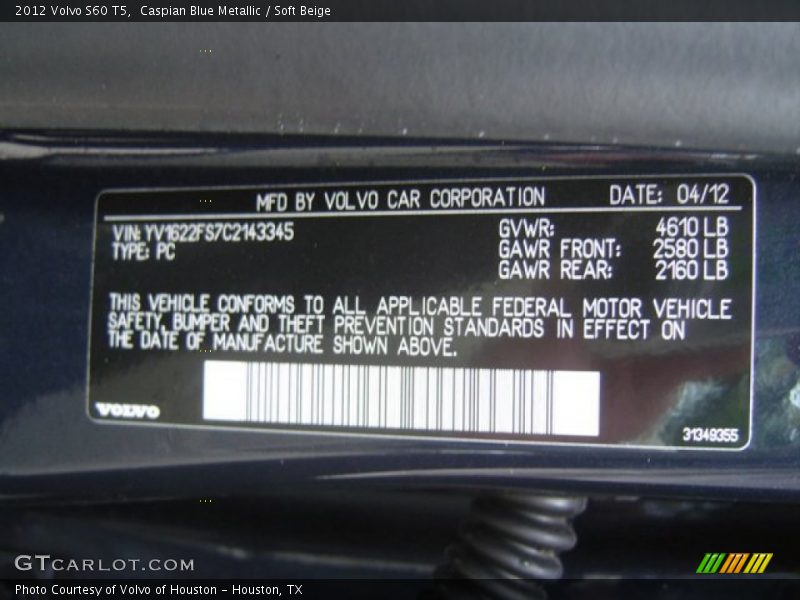 2012 Volvo S60 T5,  Caspian Blue Metallic / Soft Beige
MFD BY VOLVO CAR CORPORATION DATE: 04/12
VIN: YV1622FS7C2143345 GVWR: 4610 LB
TYPE: PC GAWR FRONT: 2580 LB
GAWR REAR: 2160 LB
THIS VEHICLE CONFORMS TO ALL APPLICABLE FEDERAL MOTOR VEHICLE
SAFETY, BUMPER AND THEFT PREVENTION STANDARDS IN EFFECT ON
THE DATE OF MANUFACTURE SHOWN ABOVE.
VOLVO
31349355
GTCARLOT.COM
Photo Courtesy of Volvo of Houston - Houston, TX